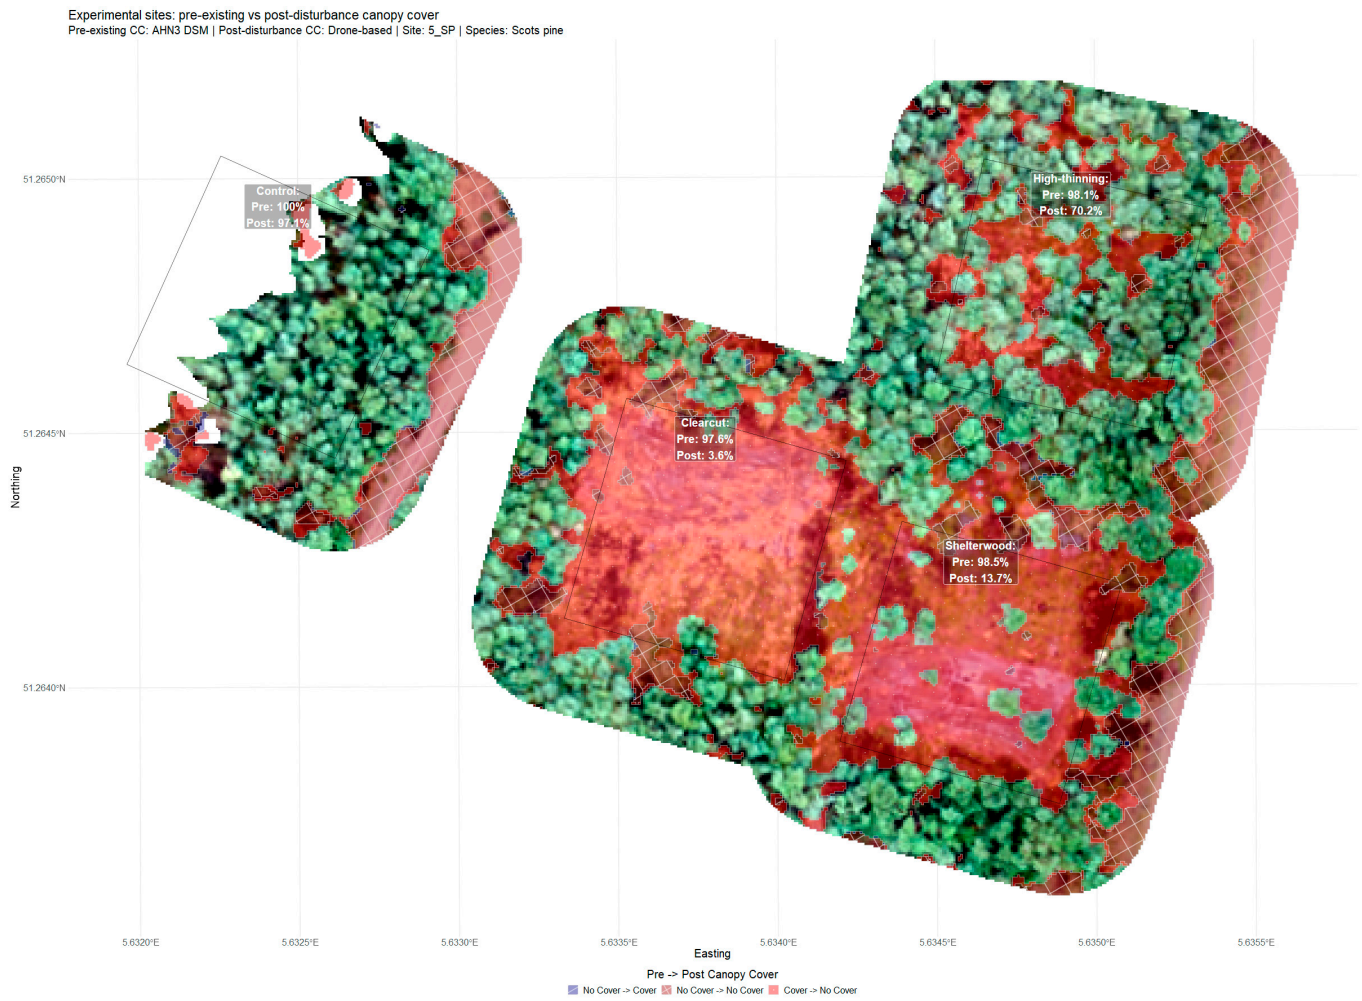 Experimental sites: pre-existing vs post-disturbance canopy cover
Pre-existing CC: AHN3 DSM | Post-disturbance CC: Drone-based | Site: 5_SP | Species: Scots pine
51.2650°N
51.2645°N
51.2640°N
Northing
Control:
Pre: 100%
Post: 97.1%
High-thinning:
Pre: 98.1%
Post: 70.2%
Clearcut:
Pre: 97.6%
Post: 3.6%
Shelterwood:
Pre: 98.5%
Post: 13.7%
5.6320°E
5.6325°E
5.6330°E
5.6335°E
5.6340°E
5.6345°E
5.6350°E
5.6355°E
Easting
Pre -> Post Canopy Cover
No Cover -> Cover
No Cover -> No Cover
Cover -> No Cover